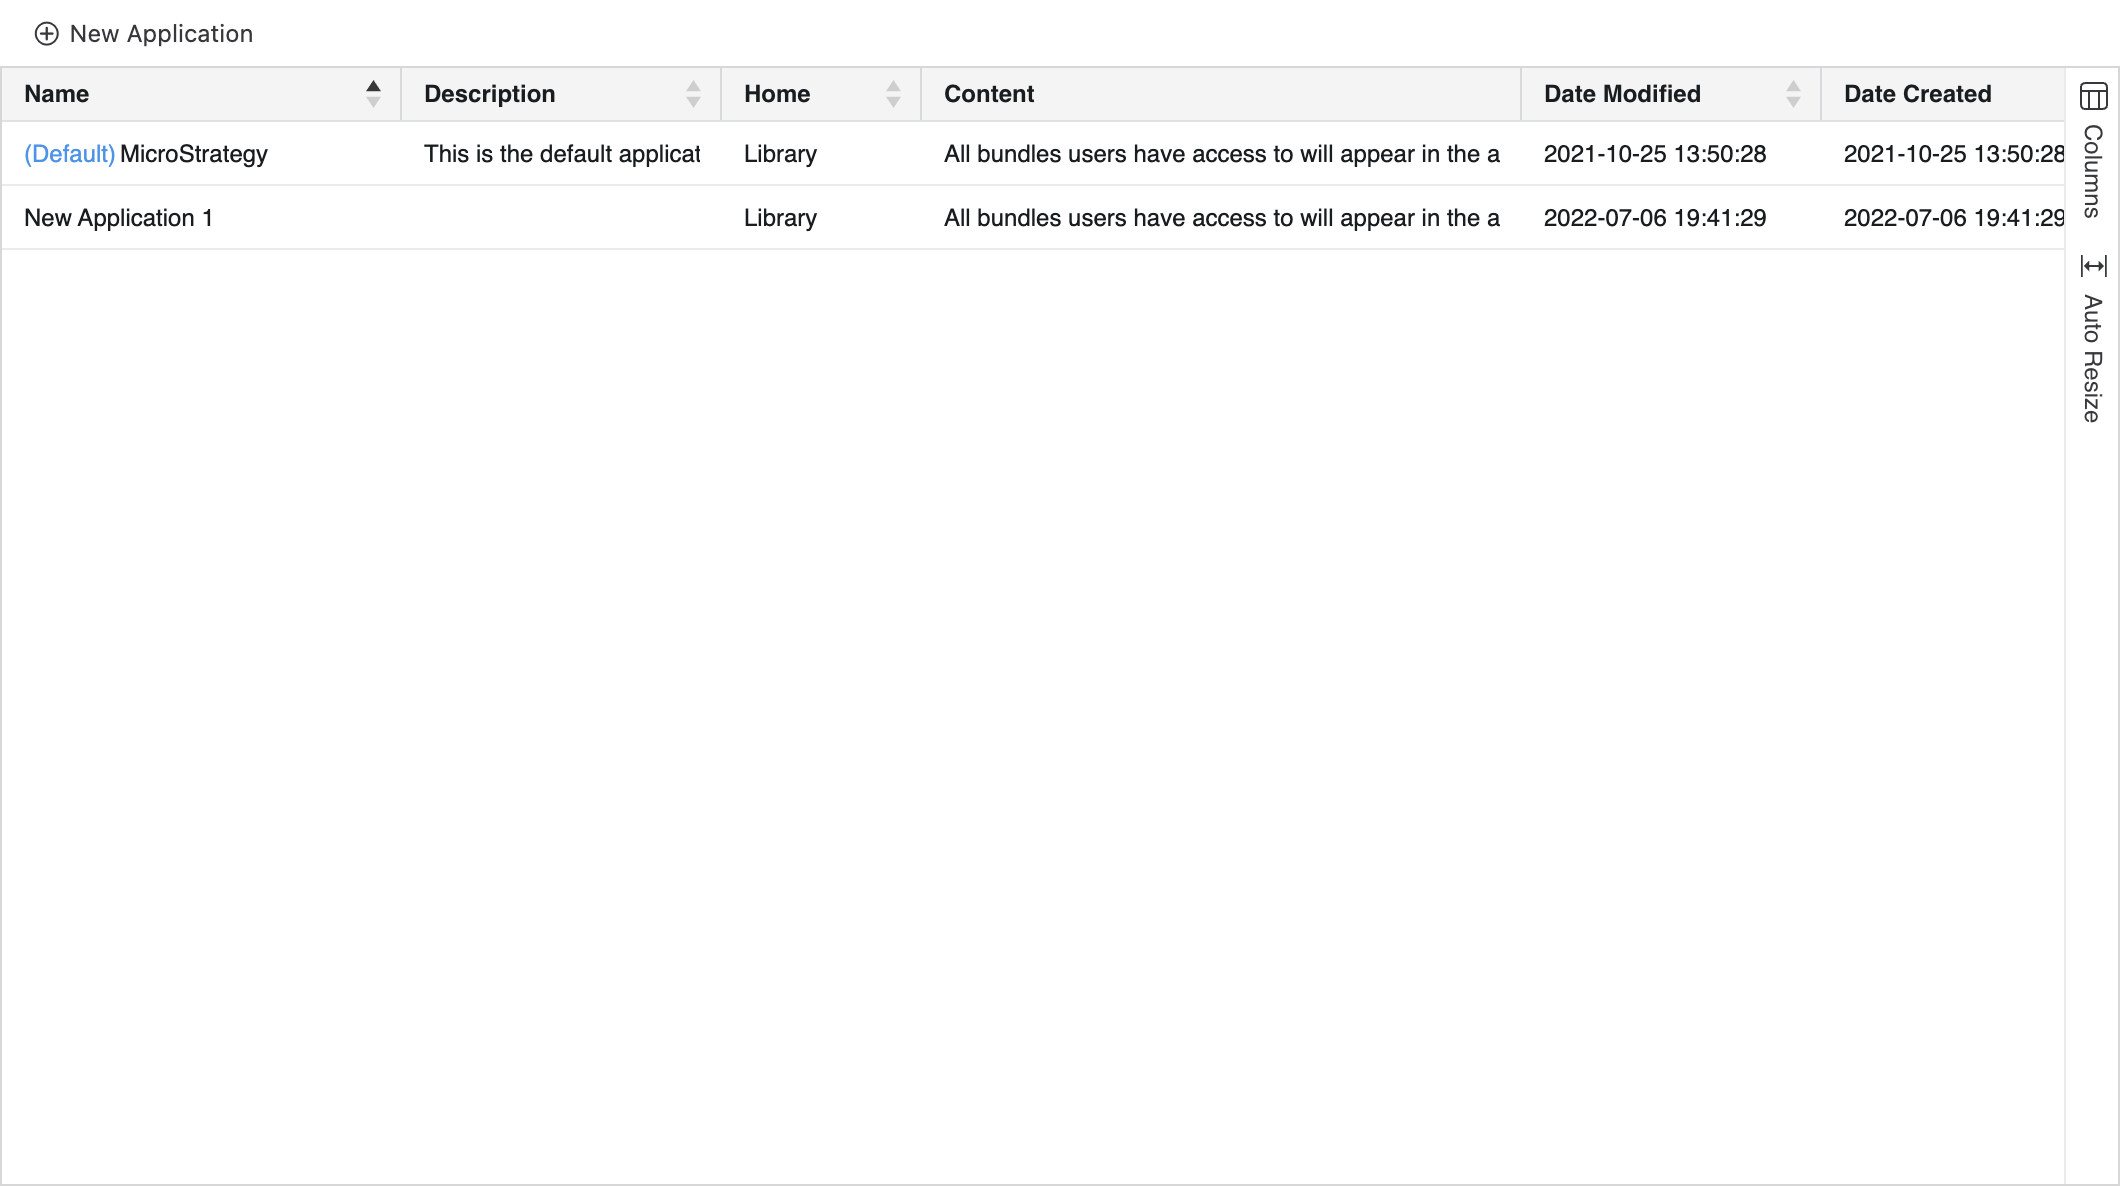 New Application
Name Description Home Content Date Modified Date Created
(Default) MicroStrategy This is the default applicat Library All bundles users have access to will appear in the a 2021-10-25 13:50:28 2021-10-25 13:50:28
New Application 1 Library All bundles users have access to will appear in the a 2022-07-06 19:41:29 2022-07-06 19:41:29
Columns
Auto Resize